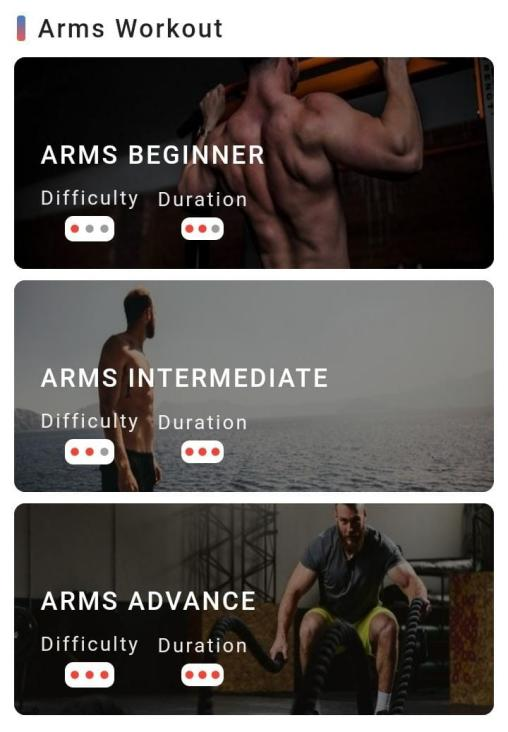 Arms Workout
ARMS BEGINNER
Difficulty Duration
ARMS INTERMEDIATE
Difficulty Duration
ARMS ADVANCE
Difficulty Duration